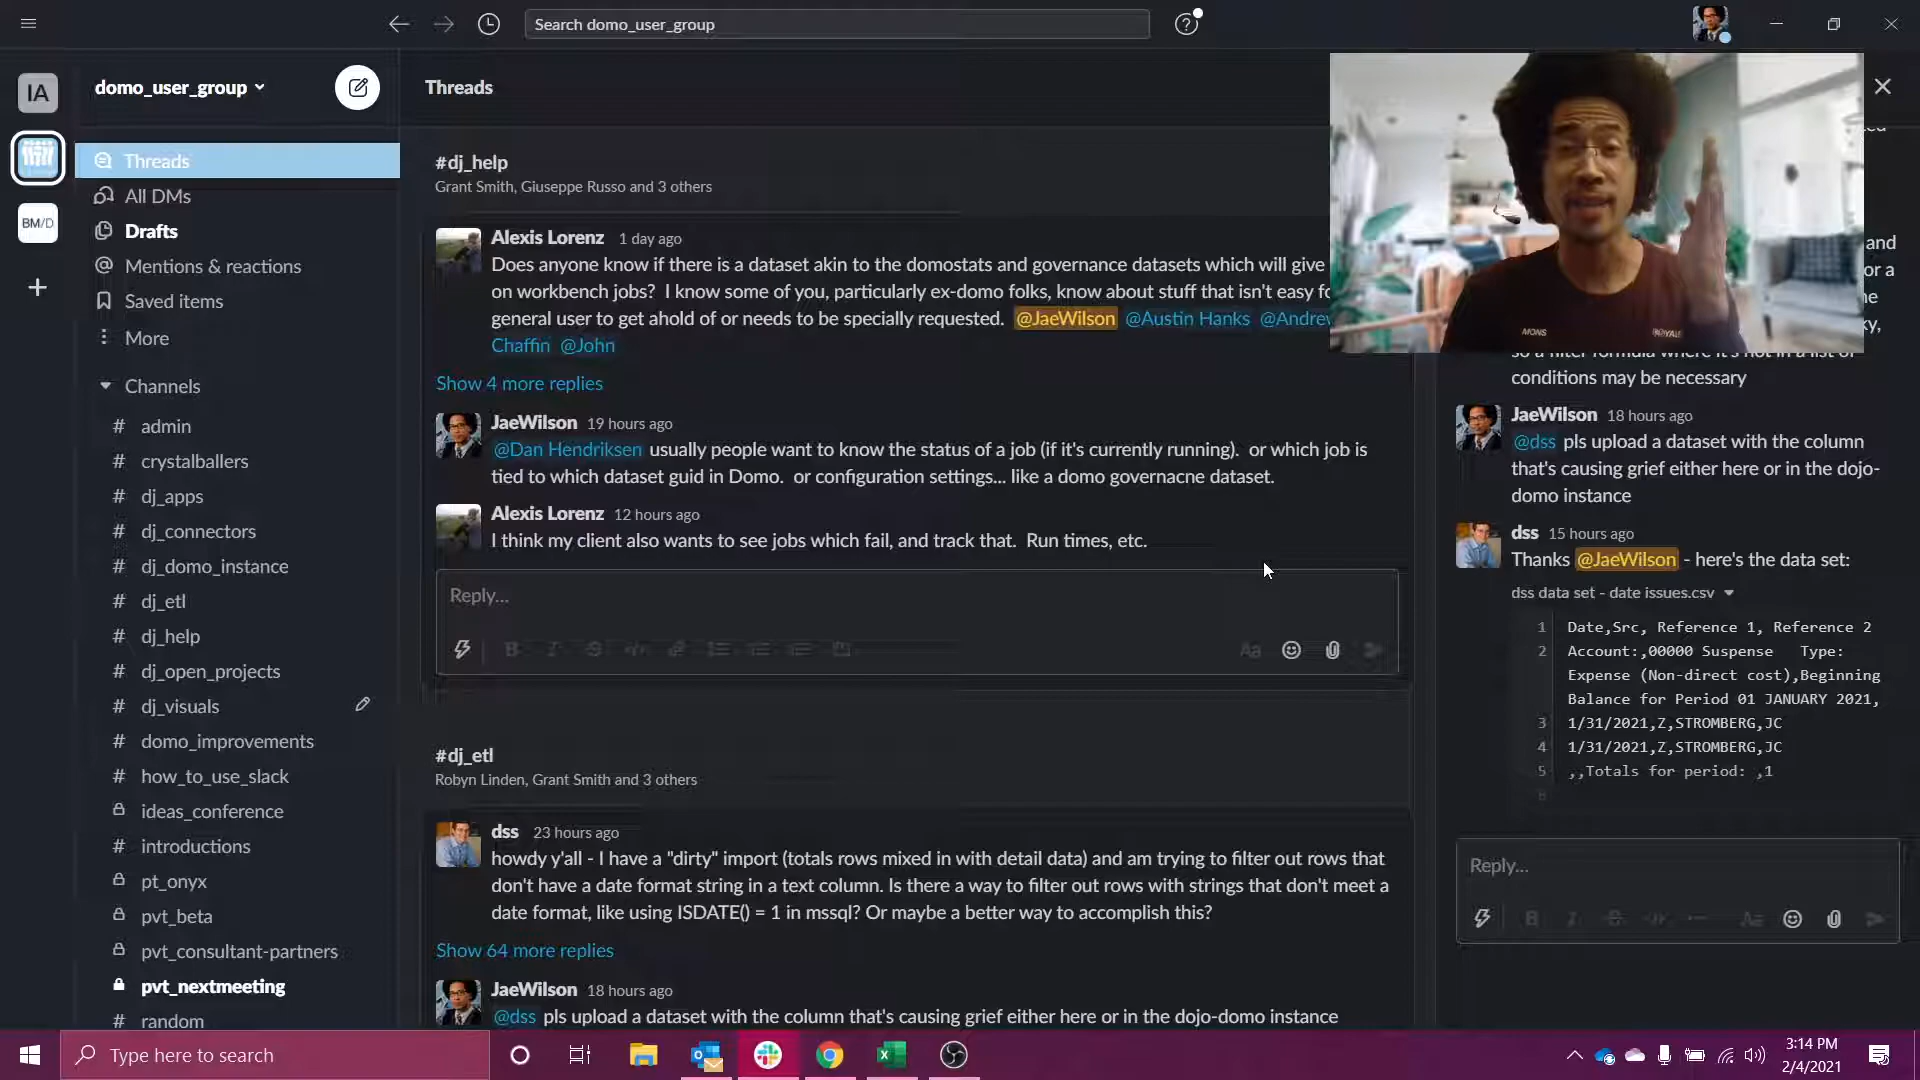 Search domo_user_group
IA
BM/D
domo_user_group
Threads
All DMs
Drafts
Mentions & reactions
Saved items
More
Channels
# admin
# crystalballers
# dj_apps
# dj_connectors
# dj_domo_instance
# dj_etl
# dj_help
# dj_open_projects
# dj_visuals
# domo_improvements
# how_to_use_slack
ideas_conference
# introductions
pt_onyx
pvt_beta
pvt_consultant-partners
pvt_nextmeeting
# random
Threads
#dj_help
Grant Smith, Giuseppe Russo and 3 others
Alexis Lorenz 1 day ago
Does anyone know if there is a dataset akin to the domostats and governance datasets which will give
on workbench jobs? I know some of you, particularly ex-domo folks, know about stuff that isn't easy fo
general user to get ahold of or needs to be specially requested. @JaeWilson @Austin Hanks @Andrew
Chaffin @John
Show 4 more replies
JaeWilson 19 hours ago
@Dan Hendriksen usually people want to know the status of a job (if it's currently running). or which job is
tied to which dataset guid in Domo. or configuration settings... like a domo governacne dataset.
Alexis Lorenz 12 hours ago
I think my client also wants to see jobs which fail, and track that. Run times, etc.
Reply...
#dj_etl
Robyn Linden, Grant Smith and 3 others
dss 23 hours ago
howdy y'all - I have a "dirty" import (totals rows mixed in with detail data) and am trying to filter out rows that
don't have a date format string in a text column. Is there a way to filter out rows with strings that don't meet a
date format, like using ISDATE() = 1 in mssql? Or maybe a better way to accomplish this?
Show 64 more replies
JaeWilson 18 hours ago
@dss pls upload a dataset with the column that's causing grief either here or in the dojo-domo instance
MONS ROYALE
and
or a
so a filter formula where it's not in a list of
conditions may be necessary
JaeWilson 18 hours ago
@dss pls upload a dataset with the column
that's causing grief either here or in the dojo-
domo instance
dss 15 hours ago
Thanks @JaeWilson - here's the data set:
dss data set - date issues.csv
1 Date,Src, Reference 1, Reference 2
2 Account:,00000 Suspense Type:
Expense (Non-direct cost),Beginning
Balance for Period 01 JANUARY 2021,
3 1/31/2021,Z,STROMBERG,JC
4 1/31/2021,Z,STROMBERG,JC
5 ,,Totals for period: ,1
Reply...
Type here to search
3:14 PM
2/4/2021